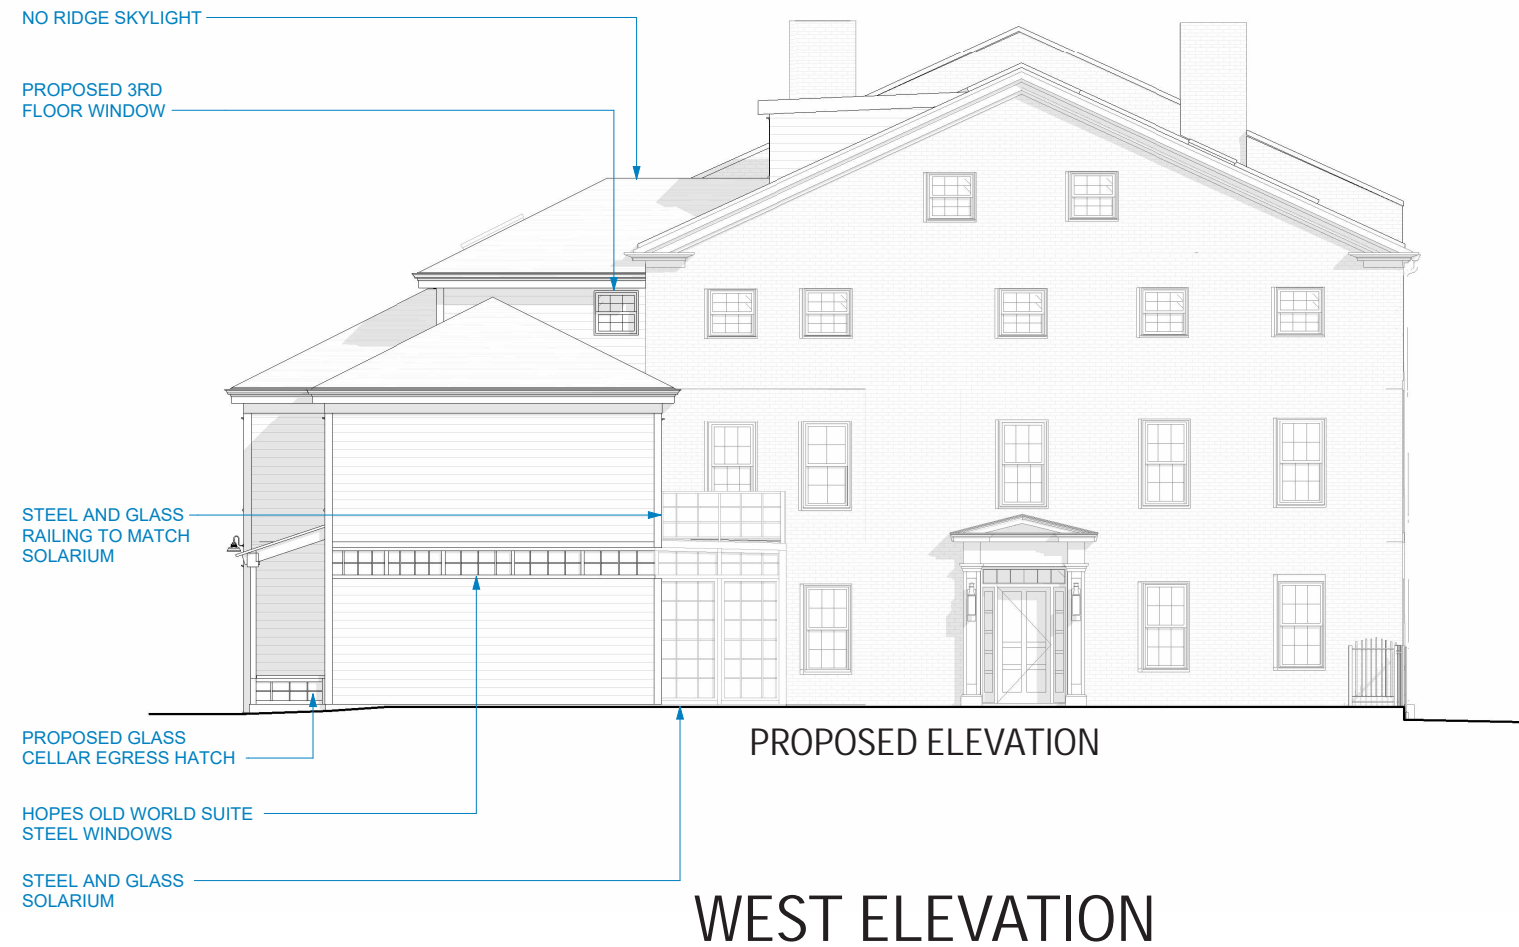 NO RIDGE SKYLIGHT
PROPOSED 3RD
FLOOR WINDOW
STEEL AND GLASS
RAILING TO MATCH
SOLARIUM
PROPOSED GLASS
CELLAR EGRESS HATCH
HOPES OLD WORLD SUITE
STEEL WINDOWS
STEEL AND GLASS
SOLARIUM
PROPOSED ELEVATION
WEST ELEVATION